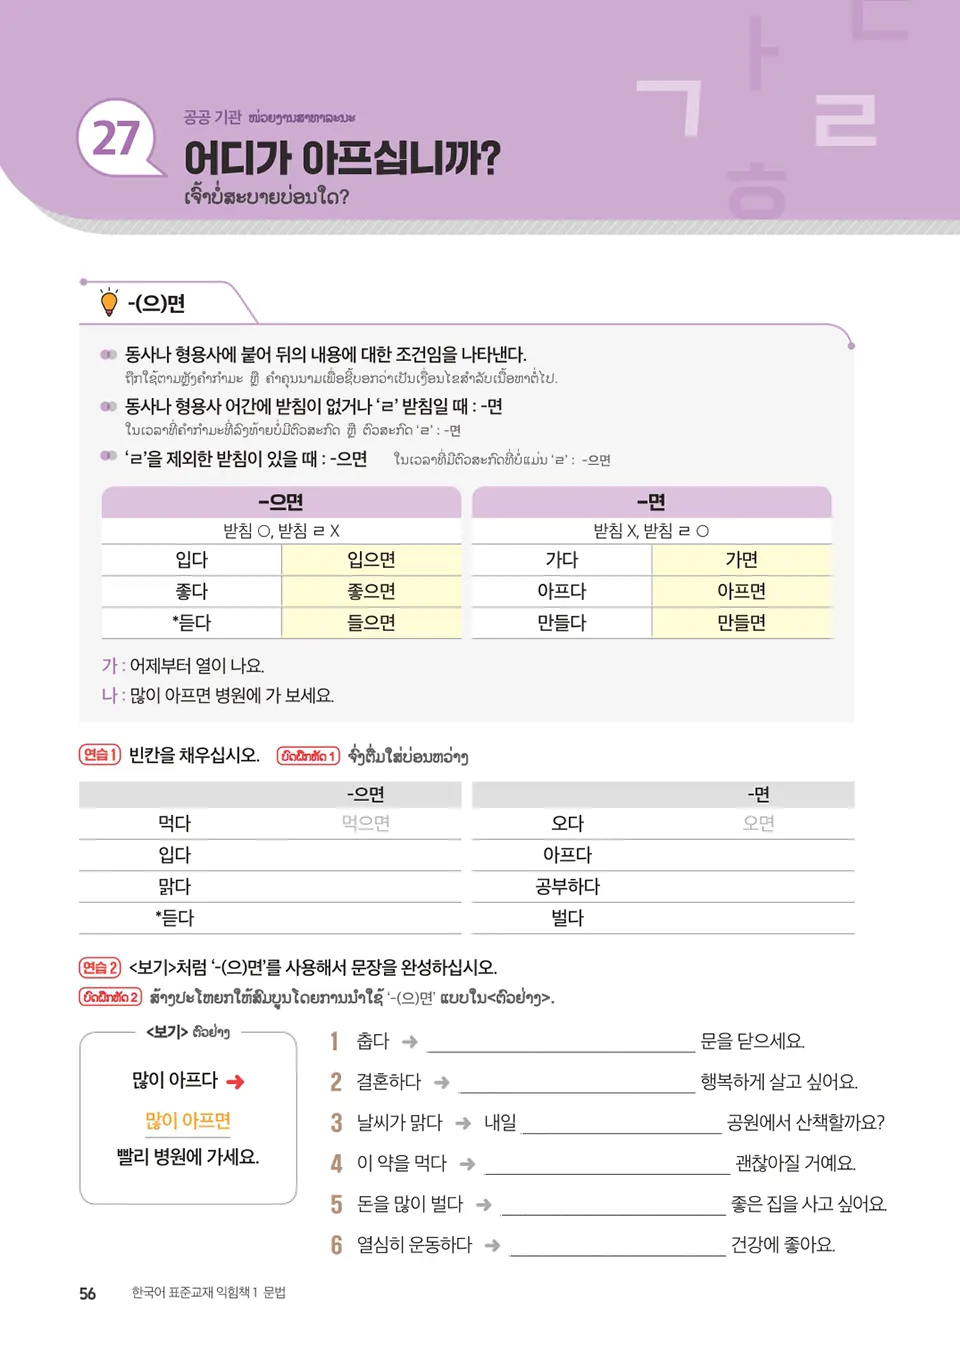 27
공공 기관 ໜ່ວຍງານສາທາລະນະ
어디가 아프십니까?
ເຈົ້າບໍ່ສະບາຍບ່ອນໃດ?
ㅏ ㄷ ㄱ ㄹ ㅎ
-(으)면
동사나 형용사에 붙어 뒤의 내용에 대한 조건임을 나타낸다.
ຖືກໃຊ້ຕາມຫຼັງຄຳກຳມະ ຫຼື ຄຳຄຸນນາມເພື່ອຊີ້ບອກວ່າເປັນເງື່ອນໄຂສຳລັບເນື້ອຫາຕໍ່ໄປ.
동사나 형용사 어간에 받침이 없거나 ‘ㄹ’ 받침일 때 : -면
ໃນເວລາທີ່ຄຳກຳມະທີ່ລົງທ້າຍບໍ່ມີຕົວສະກົດ ຫຼື ຕົວສະກົດ ‘ㄹ’ : -면
‘ㄹ’을 제외한 받침이 있을 때 : -으면 ໃນເວລາທີ່ມີຕົວສະກົດທີ່ບໍ່ແມ່ນ ‘ㄹ’ : -으면
-으면 -면
받침 ○, 받침 ㄹ X 받침 X, 받침 ㄹ ○
입다 입으면 가다 가면
좋다 좋으면 아프다 아프면
*듣다 들으면 만들다 만들면
가 : 어제부터 열이 나요.
나 : 많이 아프면 병원에 가 보세요.
연습 1 빈칸을 채우십시오. ບົດຝຶກຫັດ 1 ຈົ່ງຕື່ມໃສ່ບ່ອນຫວ່າງ
-으면 -면
먹다 먹으면 오다 오면
입다 아프다
맑다 공부하다
*듣다 벌다
연습 2 <보기>처럼 ‘-(으)면’를 사용해서 문장을 완성하십시오.
ບົດຝຶກຫັດ 2 ສ້າງປະໂຫຍກໃຫ້ສົມບູນໂດຍການນຳໃຊ້ ‘-(으)면’ ແບບໃນ<ຕົວຢ່າງ>.
<보기> ຕົວຢ່າງ
많이 아프다 ➜
많이 아프면
빨리 병원에 가세요.
1 춥다 ➜ ____ 문을 닫으세요.
2 결혼하다 ➜ ____ 행복하게 살고 싶어요.
3 날씨가 맑다 ➜ 내일 ____ 공원에서 산책할까요?
4 이 약을 먹다 ➜ ____ 괜찮아질 거예요.
5 돈을 많이 벌다 ➜ ____ 좋은 집을 사고 싶어요.
6 열심히 운동하다 ➜ ____ 건강에 좋아요.
56 한국어 표준교재 익힘책 1 문법